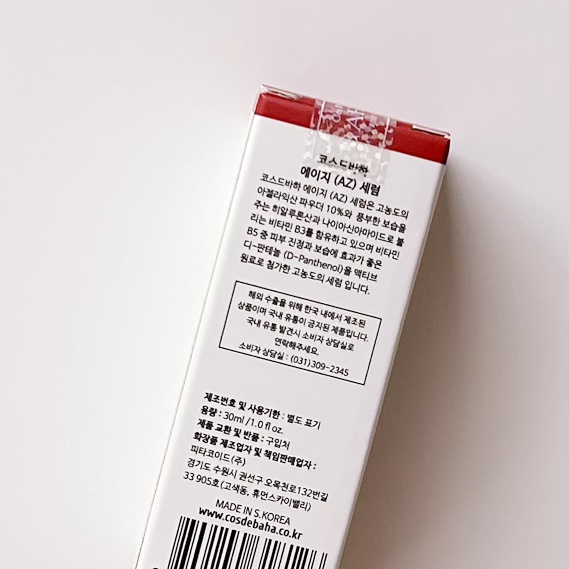 코스드바하
에이지 (AZ) 세럼
코스드바하 에이지 (AZ) 세럼은 고농도의
아젤라익산 파우더 10%와 풍부한 보습을
주는 히알루론산과 나이아신아마이드로 불
리는 비타민 B3를 함유하고 있으며 비타민
B5 중 피부 진정과 보습에 효과가 좋은
디-판테놀 (D-Panthenol)을 액티브
원료로 첨가한 고농도의 세럼 입니다.
해외 수출을 위해 한국 내에서 제조된
상품이며 국내 유통이 금지된 제품입니다.
국내 유통 발견시 소비자 상담실로
연락해주세요.
소비자 상담실 : (031)309-2345
제조번호 및 사용기한 : 별도 표기
용량 : 30ml /1.0 fl oz.
제품 교환 및 반품 : 구입처
화장품 제조업자 및 책임판매업자 :
피타코이드(주)
경기도 수원시 권선구 오목천로132번길
33 905호 (고색동, 휴먼스카이밸리)
MADE IN S.KOREA
www.cosdebaha.co.kr